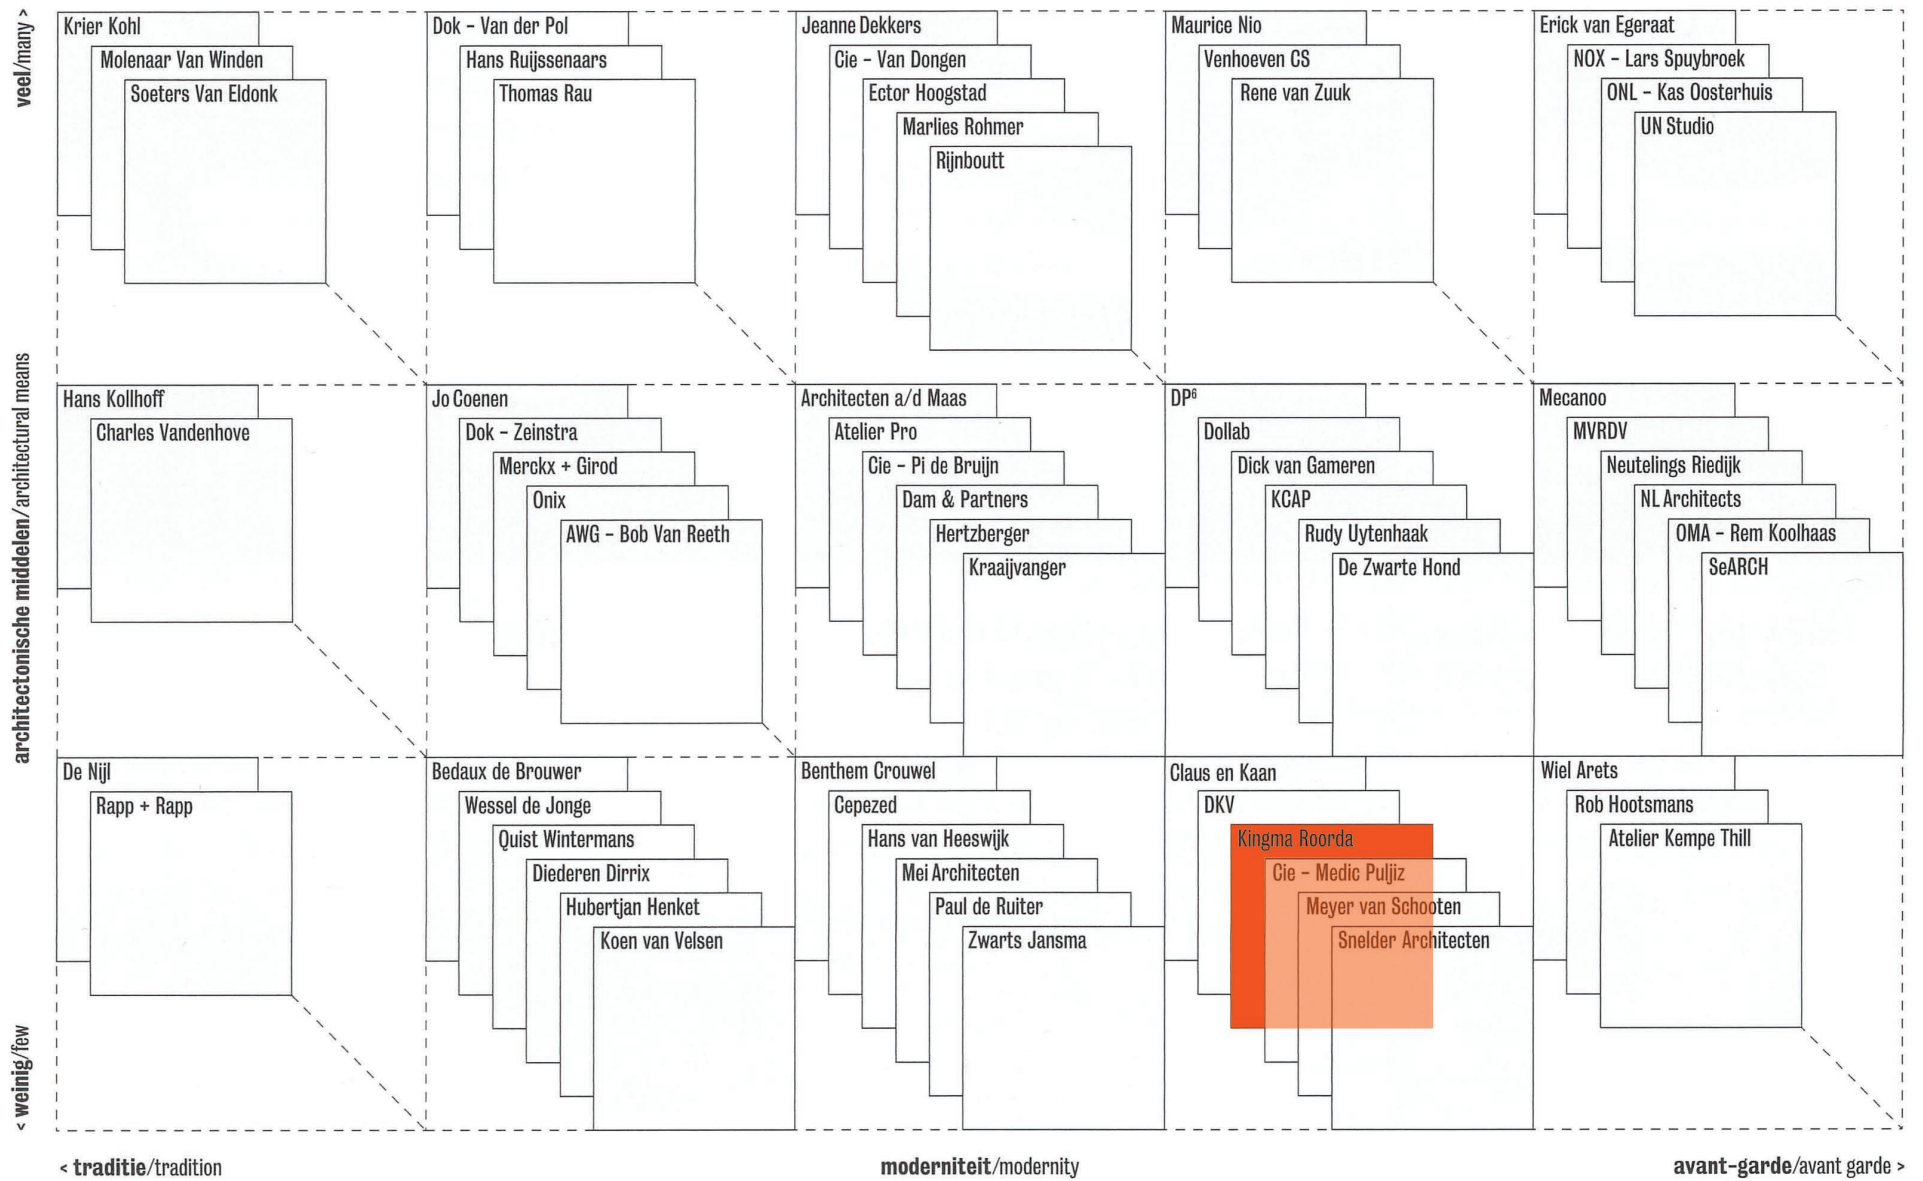 veel/many >
architectonische middelen/architectural means
< weinig/few
Krier Kohl
Molenaar Van Winden
Soeters Van Eldonk
Dok - Van der Pol
Hans Ruijssenaars
Thomas Rau
Jeanne Dekkers
Cie - Van Dongen
Ector Hoogstad
Marlies Rohmer
Rijnboutt
Maurice Nio
Venhoeven CS
Rene van Zuuk
Erick van Egeraat
NOX - Lars Spuybroek
ONL - Kas Oosterhuis
UN Studio
Hans Kollhoff
Charles Vandenhove
Jo Coenen
Dok - Zeinstra
Merckx + Girod
Onix
AWG - Bob Van Reeth
Architecten a/d Maas
Atelier Pro
Cie - Pi de Bruijn
Dam & Partners
Hertzberger
Kraaijvanger
DP⁶
Dollab
Dick van Gameren
KCAP
Rudy Uytenhaak
De Zwarte Hond
Mecanoo
MVRDV
Neutelings Riedijk
NL Architects
OMA - Rem Koolhaas
SeARCH
De Nijl
Rapp + Rapp
Bedaux de Brouwer
Wessel de Jonge
Quist Wintermans
Diederen Dirrix
Hubertjan Henket
Koen van Velsen
Benthem Crouwel
Cepezed
Hans van Heeswijk
Mei Architecten
Paul de Ruiter
Zwarts Jansma
Claus en Kaan
DKV
Kingma Roorda
Cie - Medic Puljiz
Meyer van Schooten
Snelder Architecten
Wiel Arets
Rob Hootsmans
Atelier Kempe Thill
< traditie/tradition
moderniteit/modernity
avant-garde/avant garde >